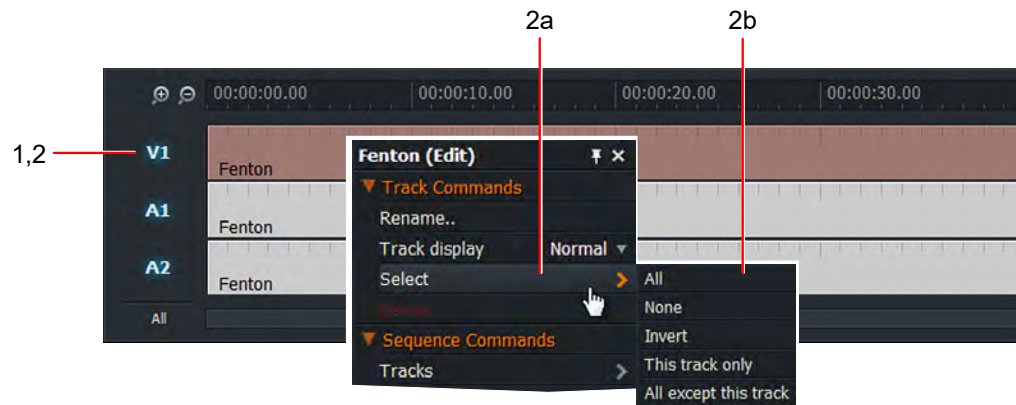 2a
2b
00:00:00.00
00:00:10.00
00:00:20.00
00:00:30.00
1,2
V1
Fenton
A1
Fenton
A2
Fenton
All
Fenton (Edit)
Track Commands
Rename..
Track display
Normal
Select
Sequence Commands
Tracks
All
None
Invert
This track only
All except this track